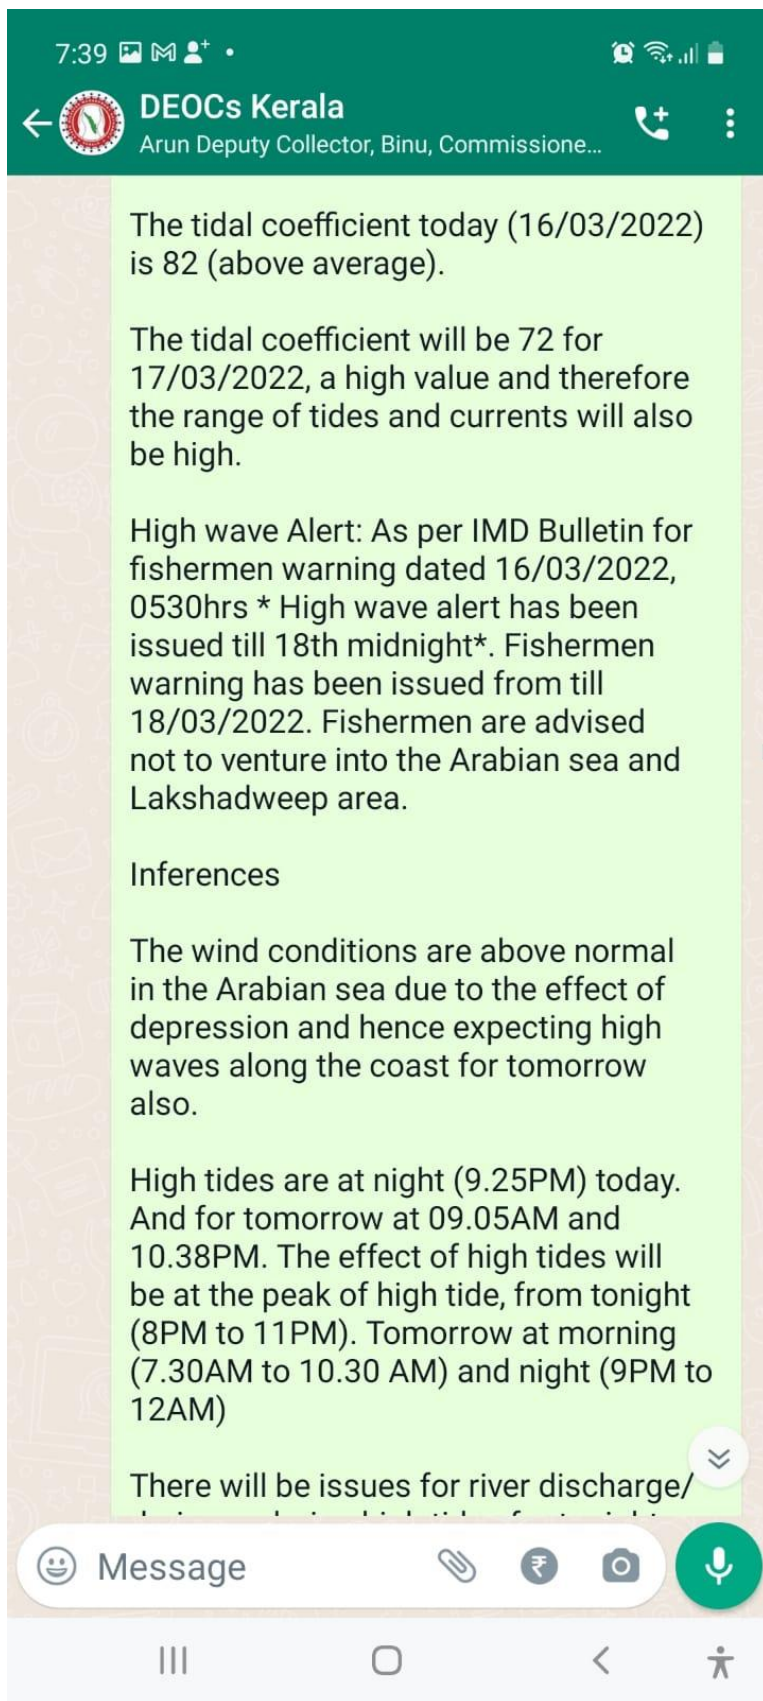 7:39
DEOCs Kerala
Arun Deputy Collector, Binu, Commissione...
The tidal coefficient today (16/03/2022)
is 82 (above average).
The tidal coefficient will be 72 for
17/03/2022, a high value and therefore
the range of tides and currents will also
be high.
High wave Alert: As per IMD Bulletin for
fishermen warning dated 16/03/2022,
0530hrs * High wave alert has been
issued till 18th midnight*. Fishermen
warning has been issued from till
18/03/2022. Fishermen are advised
not to venture into the Arabian sea and
Lakshadweep area.
Inferences
The wind conditions are above normal
in the Arabian sea due to the effect of
depression and hence expecting high
waves along the coast for tomorrow
also.
High tides are at night (9.25PM) today.
And for tomorrow at 09.05AM and
10.38PM. The effect of high tides will
be at the peak of high tide, from tonight
(8PM to 11PM). Tomorrow at morning
(7.30AM to 10.30 AM) and night (9PM to
12AM)
There will be issues for river discharge/
Message